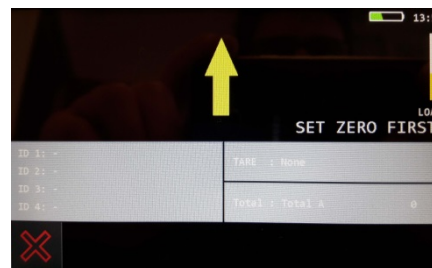 13:
LOA
SET ZERO FIRST
ID 1: -
ID 2: -
ID 3: -
ID 4: -
TARE : None
Total : Total A 0